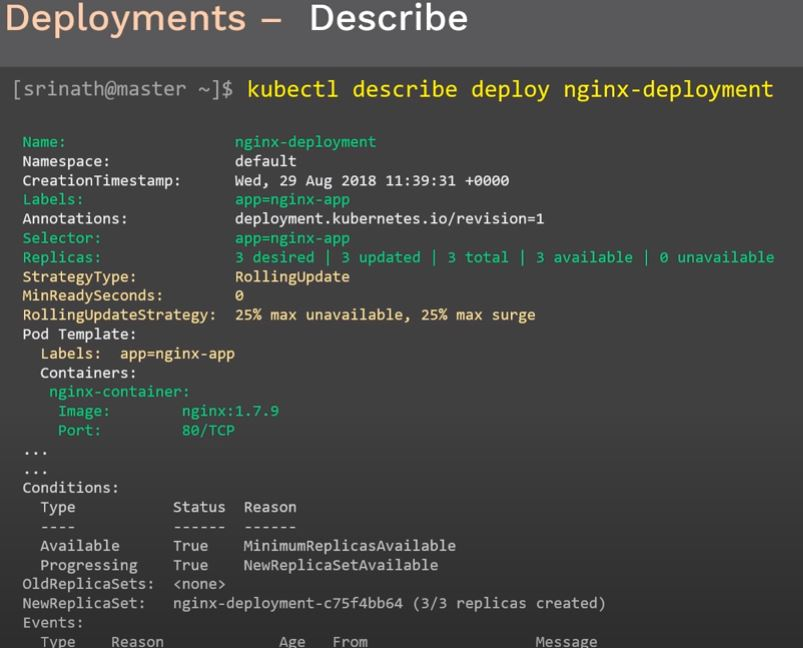 Deployments – Describe
[srinath@master ~]$ kubectl describe deploy nginx-deployment
Name: nginx-deployment
Namespace: default
CreationTimestamp: Wed, 29 Aug 2018 11:39:31 +0000
Labels: app=nginx-app
Annotations: deployment.kubernetes.io/revision=1
Selector: app=nginx-app
Replicas: 3 desired | 3 updated | 3 total | 3 available | 0 unavailable
StrategyType: RollingUpdate
MinReadySeconds: 0
RollingUpdateStrategy: 25% max unavailable, 25% max surge
Pod Template:
Labels: app=nginx-app
Containers:
nginx-container:
Image: nginx:1.7.9
Port: 80/TCP
...
...
Conditions:
Type Status Reason
---- ------ ------
Available True MinimumReplicasAvailable
Progressing True NewReplicaSetAvailable
OldReplicaSets: <none>
NewReplicaSet: nginx-deployment-c75f4bb64 (3/3 replicas created)
Events:
Type Reason Age From Message